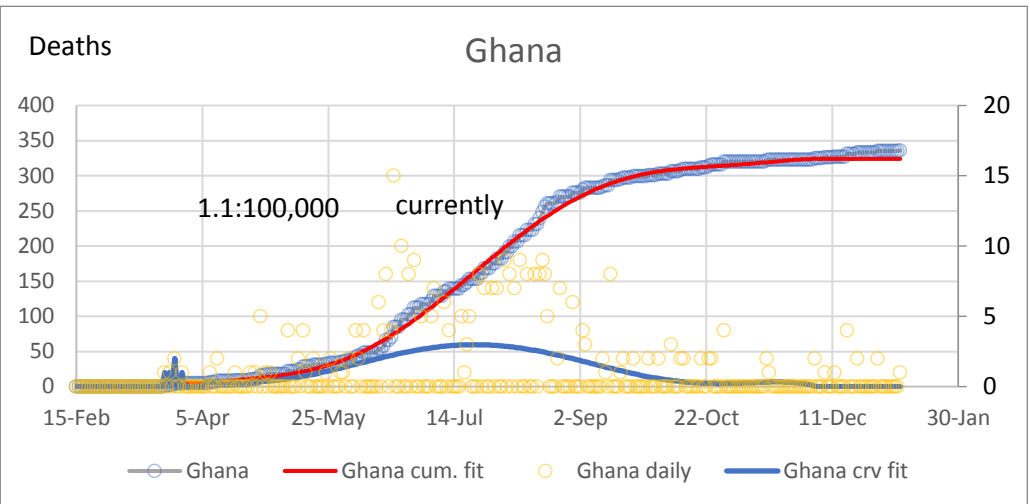 Deaths
Ghana
400
350
300
250
200
150
100
50
0
20
15
10
5
0
1.1:100,000 currently
15-Feb 5-Apr 25-May 14-Jul 2-Sep 22-Oct 11-Dec 30-Jan
Ghana Ghana cum. fit Ghana daily Ghana crv fit